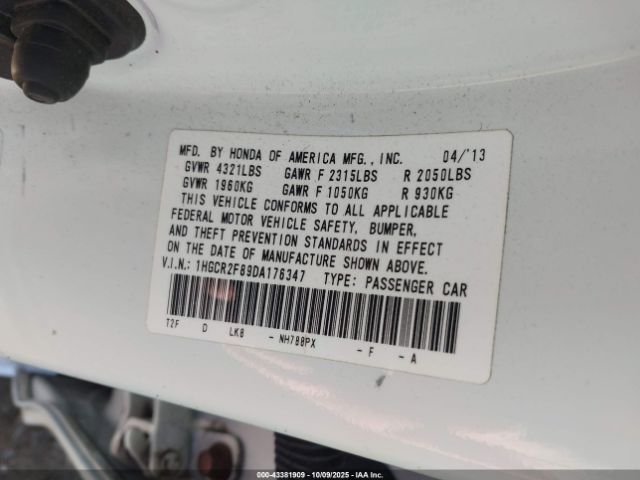 MFD. BY HONDA OF AMERICA MFG., INC. 04/'13
GVWR 4321LBS GAWR F 2315LBS R 2050LBS
GVWR 1960KG GAWR F 1050KG R 930KG
THIS VEHICLE CONFORMS TO ALL APPLICABLE
FEDERAL MOTOR VEHICLE SAFETY, BUMPER,
AND THEFT PREVENTION STANDARDS IN EFFECT
ON THE DATE OF MANUFACTURE SHOWN ABOVE.
V.I.N.: 1HGCR2F89DA176347 TYPE: PASSENGER CAR
T2F D LKB - NH788PX - F - A
000-43381909 - 10/09/2025 - IAA Inc.